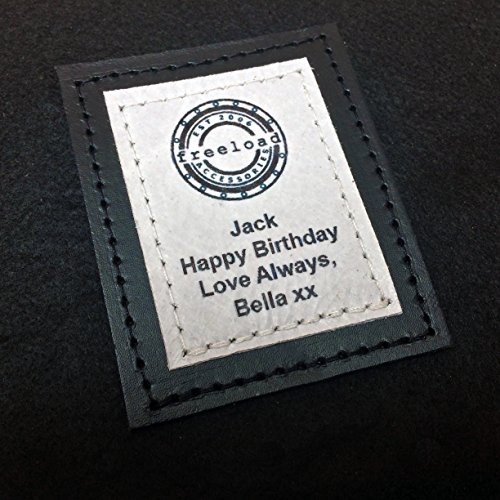 EST 2006
freeload
ACCESSORIES
Jack
Happy Birthday
Love Always,
Bella xx